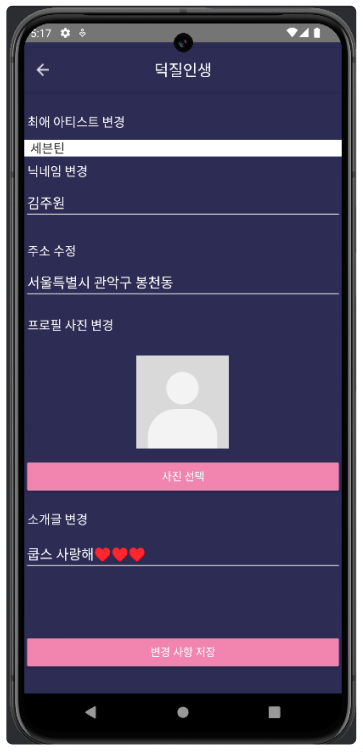 5:17
덕질인생
최애 아티스트 변경
세븐틴
닉네임 변경
김주원
주소 수정
서울특별시 관악구 봉천동
프로필 사진 변경
사진 선택
소개글 변경
쿱스 사랑해❤️❤️❤️
변경 사항 저장